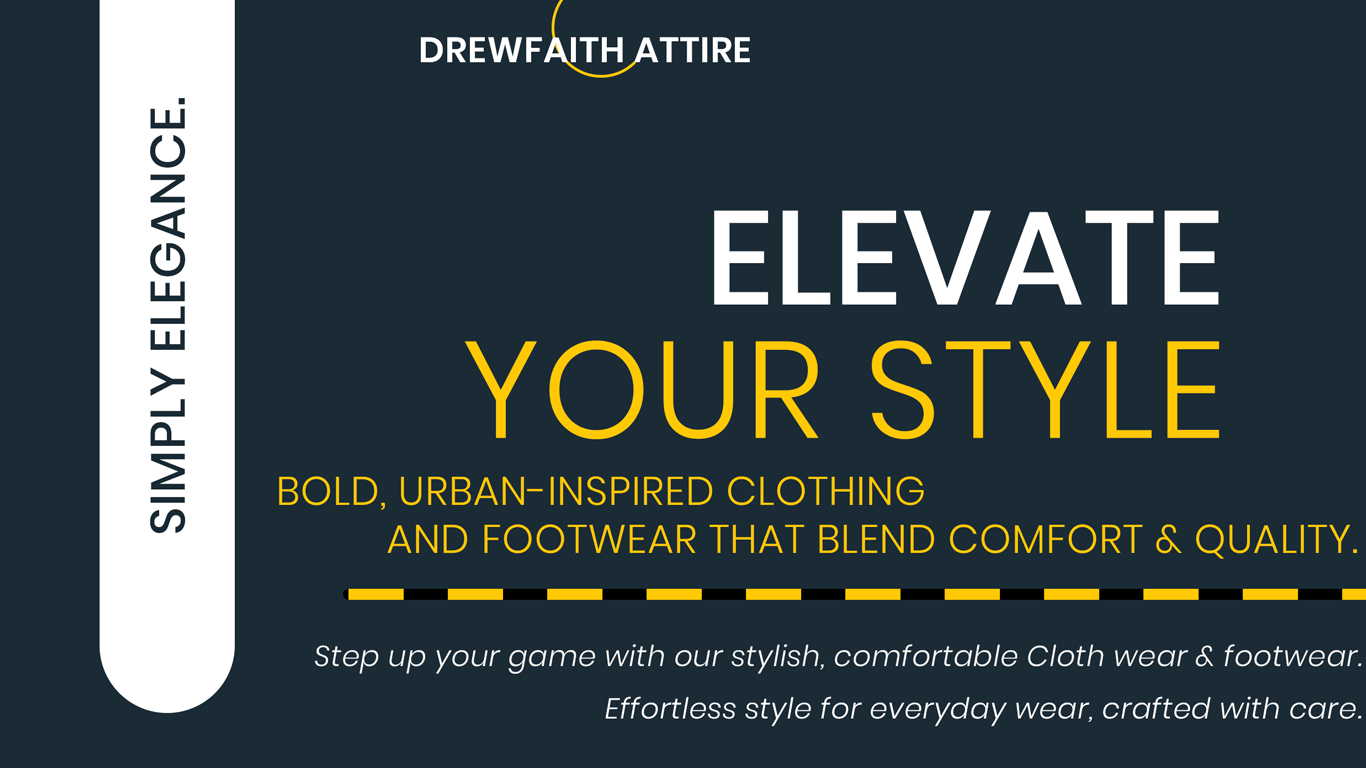 DREWFAITH ATTIRE
SIMPLY ELEGANCE.
ELEVATE
YOUR STYLE
BOLD, URBAN-INSPIRED CLOTHING
AND FOOTWEAR THAT BLEND COMFORT & QUALITY.
Step up your game with our stylish, comfortable Cloth wear & footwear.
Effortless style for everyday wear, crafted with care.